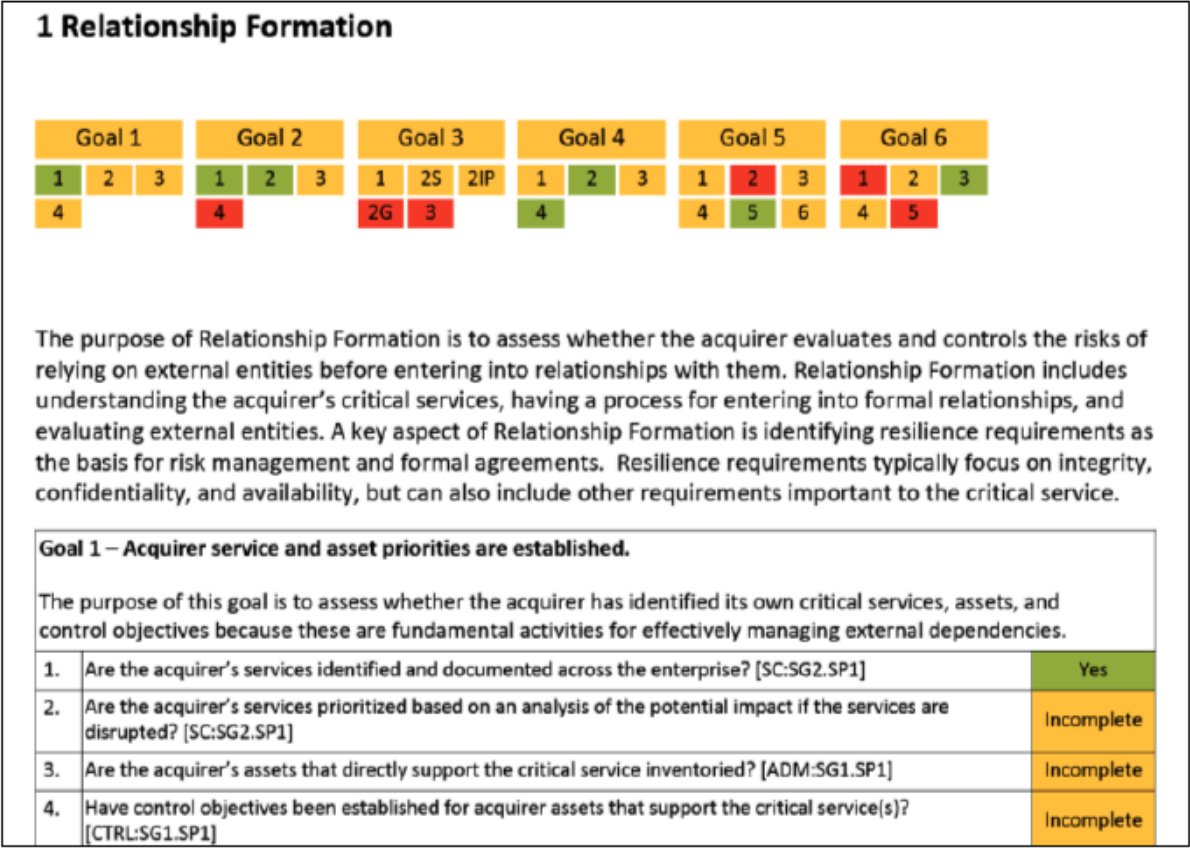 1 Relationship Formation
Goal 1 Goal 2 Goal 3 Goal 4 Goal 5 Goal 6
1 2 3 1 2 3 1 2S 2IP 1 2 3 1 2 3 1 2 3
4 4 2G 3 4 4 5 6 4 5
The purpose of Relationship Formation is to assess whether the acquirer evaluates and controls the risks of
relying on external entities before entering into relationships with them. Relationship Formation includes
understanding the acquirer's critical services, having a process for entering into formal relationships, and
evaluating external entities. A key aspect of Relationship Formation is identifying resilience requirements as
the basis for risk management and formal agreements.  Resilience requirements typically focus on integrity,
confidentiality, and availability, but can also include other requirements important to the critical service.
Goal 1 – Acquirer service and asset priorities are established.
The purpose of this goal is to assess whether the acquirer has identified its own critical services, assets, and
control objectives because these are fundamental activities for effectively managing external dependencies.
1. Are the acquirer's services identified and documented across the enterprise? [SC:SG2.SP1] Yes
2. Are the acquirer's services prioritized based on an analysis of the potential impact if the services are
disrupted? [SC:SG2.SP1] Incomplete
3. Are the acquirer's assets that directly support the critical service inventoried? [ADM:SG1.SP1] Incomplete
4. Have control objectives been established for acquirer assets that support the critical service(s)?
[CTRL:SG1.SP1] Incomplete